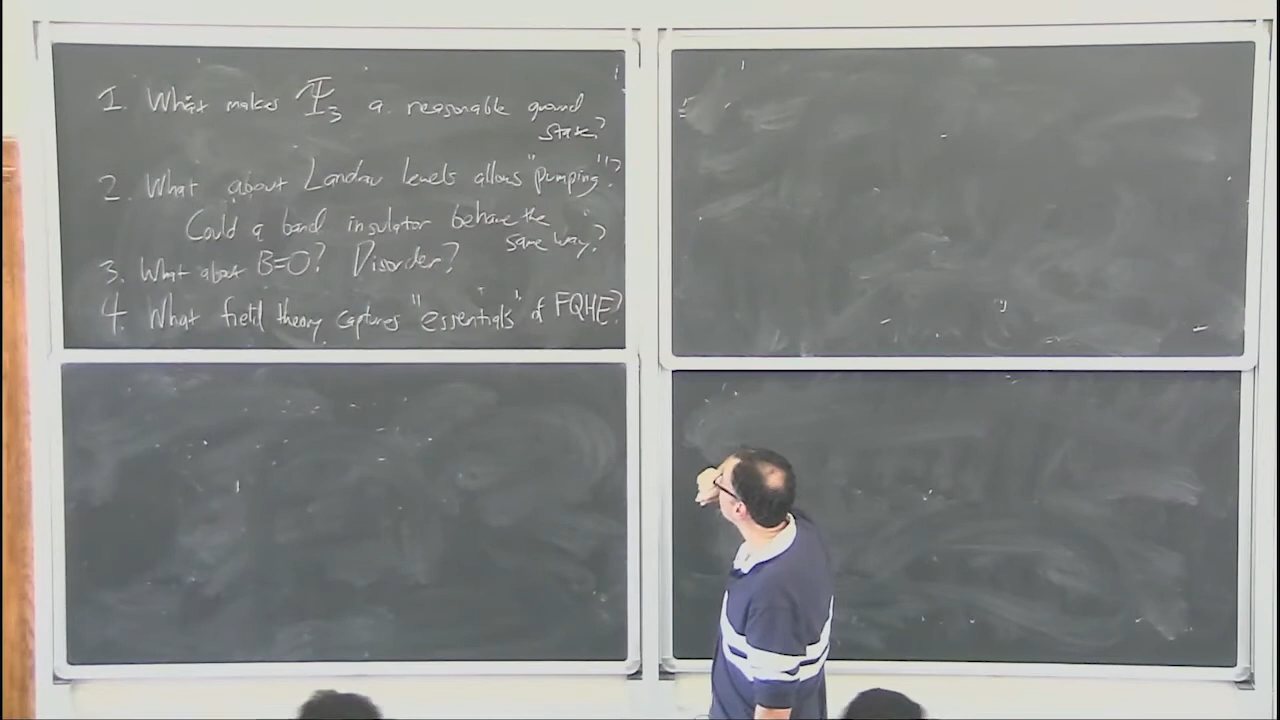 1. What makes Ψ₃ a reasonable ground
state?
2. What about Landau levels allows "pumping"?
Could a band insulator behave the
same way?
3. What about B=0? Disorder?
4. What field theory captures "essentials" of FQHE?